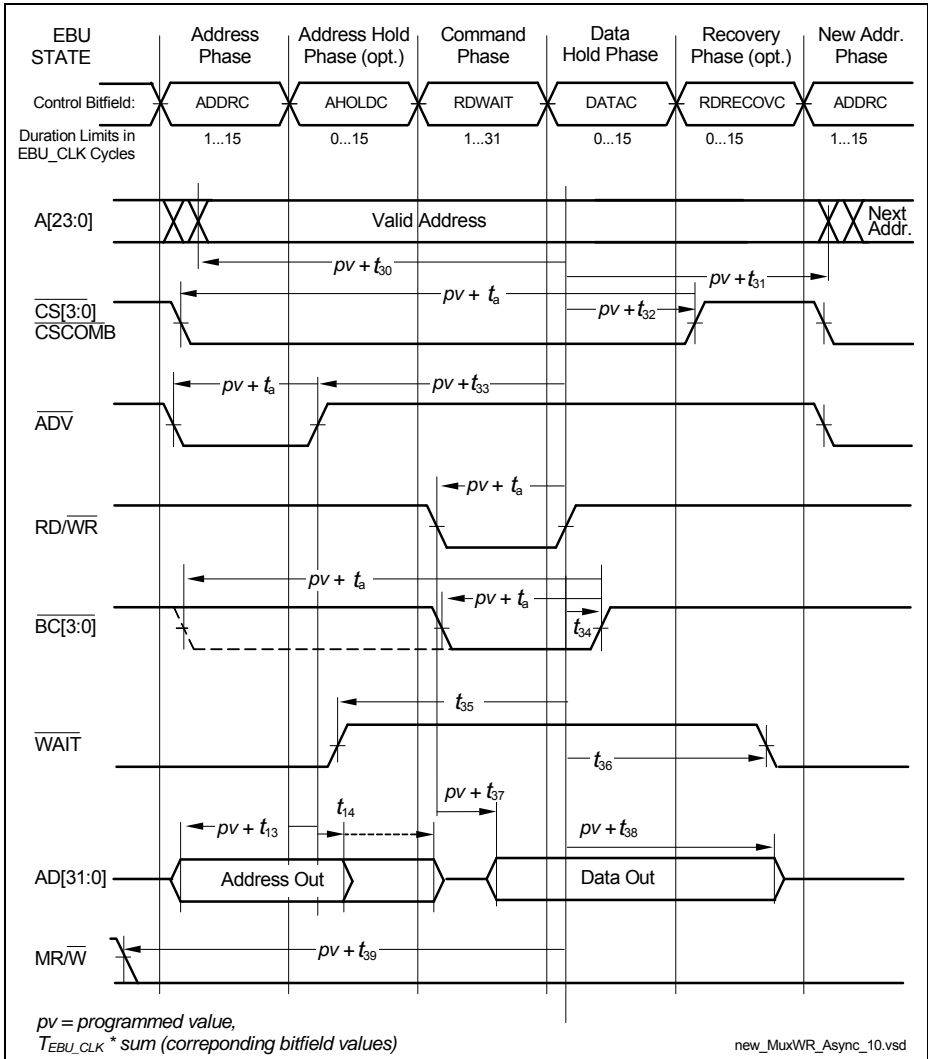 EBU STATE
Address Phase
Address Hold Phase (opt.)
Command Phase
Data Hold Phase
Recovery Phase (opt.)
New Addr. Phase
Control Bitfield: ADDRC AHOLDC RDWAIT DATAC RDRECOVC ADDRC
Duration Limits in EBU_CLK Cycles
1...15 0...15 1...31 0...15 0...15 1...15
A[23:0] Valid Address Next Addr.
pv + t30
pv + t31
pv + ta
pv + t32
CS[3:0]
CSCOMB
pv + ta
pv + t33
ADV
pv + ta
RD/WR
pv + ta
pv + ta
BC[3:0]
t34
t35
WAIT
t36
pv + t37
pv + t13
t14
pv + t38
AD[31:0] Address Out Data Out
MR/W
pv + t39
pv = programmed value,
TEBU_CLK * sum (correponding bitfield values)
new_MuxWR_Async_10.vsd